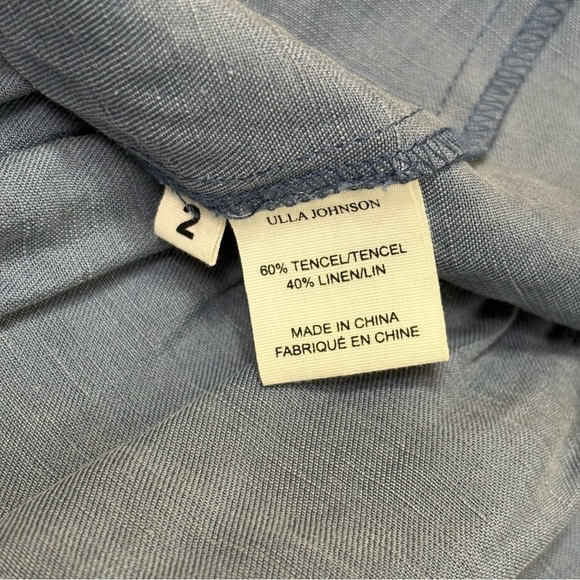 2
ULLA JOHNSON
60% TENCEL/TENCEL
40% LINEN/LIN
MADE IN CHINA
FABRIQUÉ EN CHINE